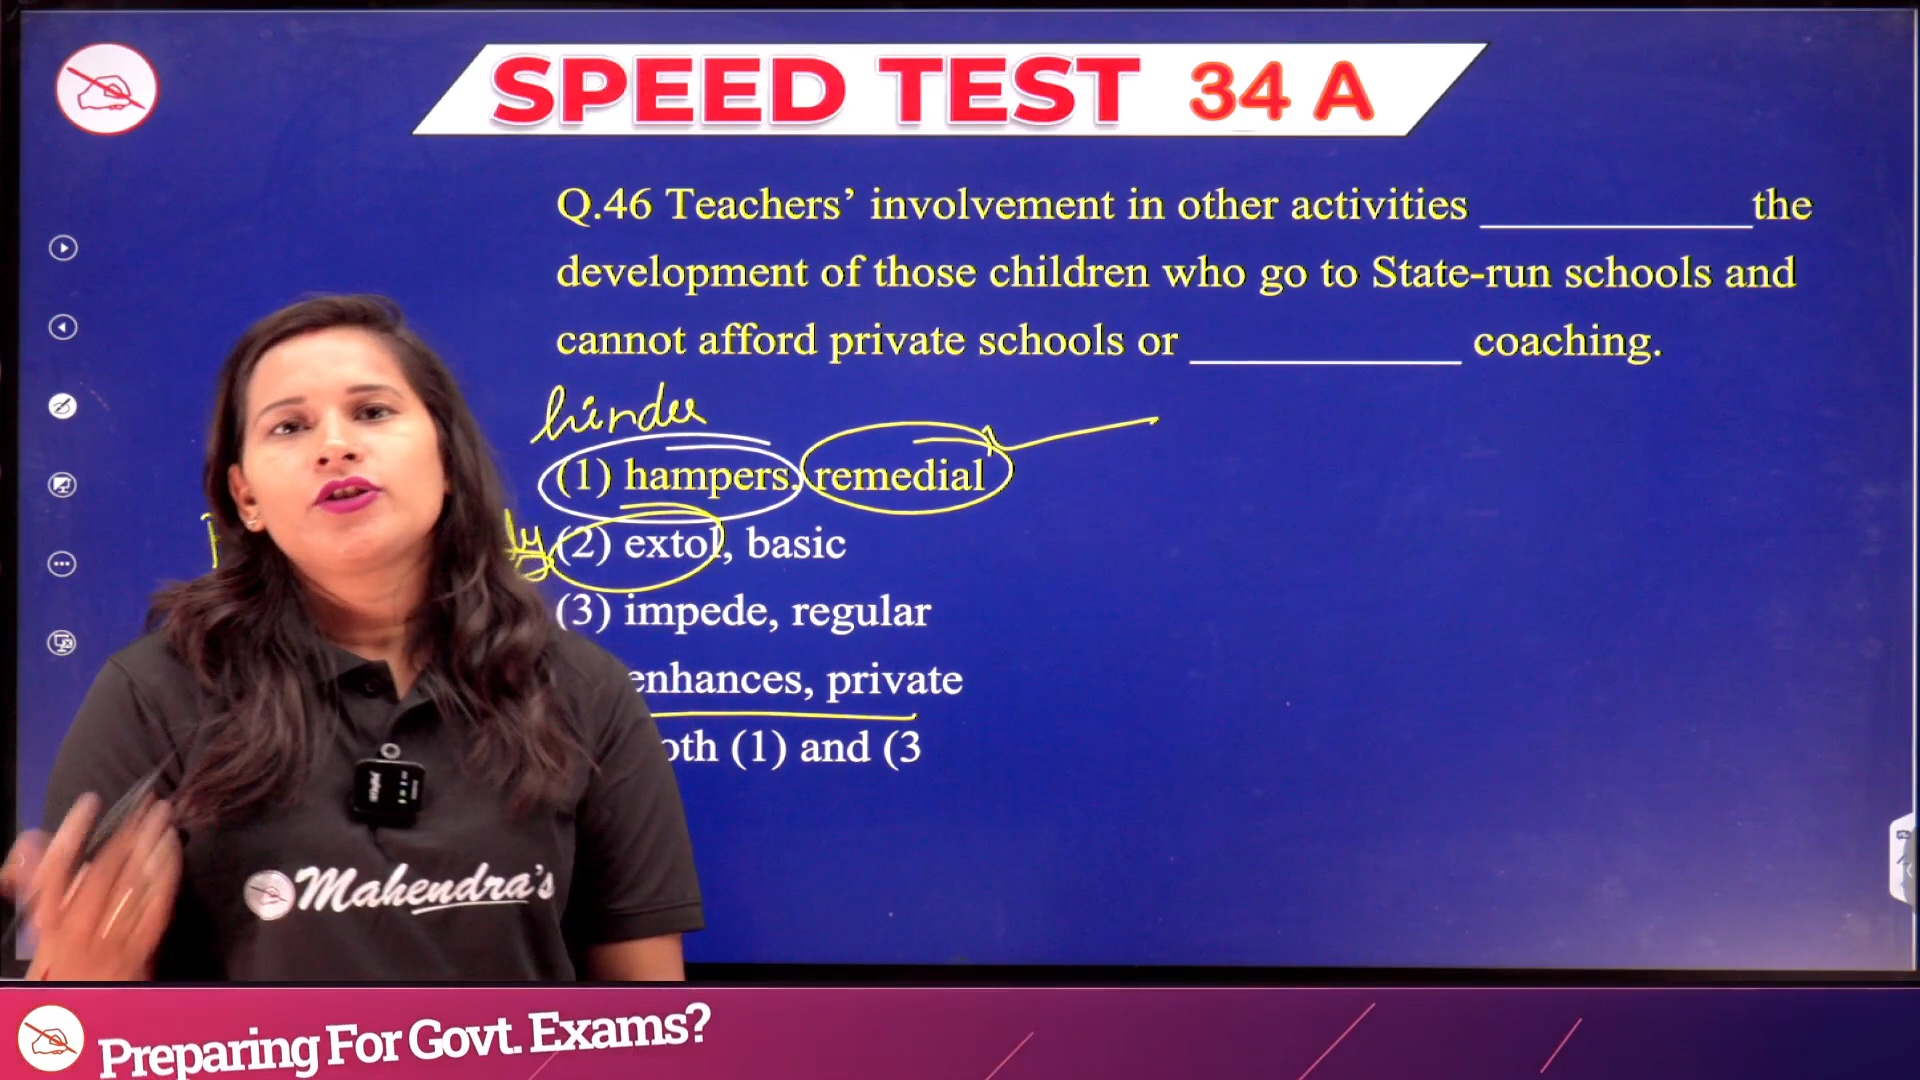 SPEED TEST 34 A
Q.46 Teachers’ involvement in other activities ____________ the
development of those children who go to State-run schools and
cannot afford private schools or ____________ coaching.
(1) hampers, remedial
(2) extol, basic
(3) impede, regular
enhances, private
(1) and (3
Mahendra's
Preparing For Govt. Exams?